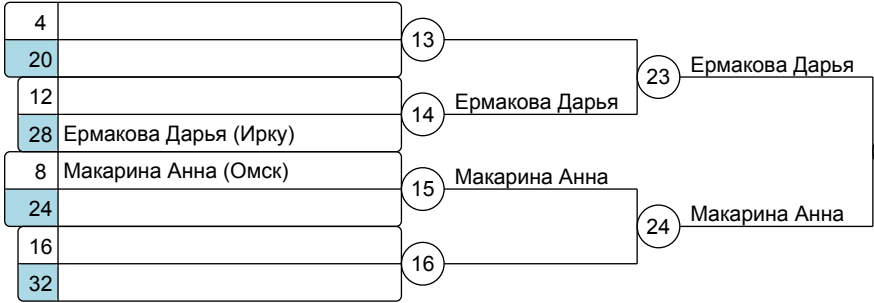 4
13
20
23 Ермакова Дарья
12
14 Ермакова Дарья
28 Ермакова Дарья (Ирку)
8 Макарина Анна (Омск)
15 Макарина Анна
24
24 Макарина Анна
16
16
32